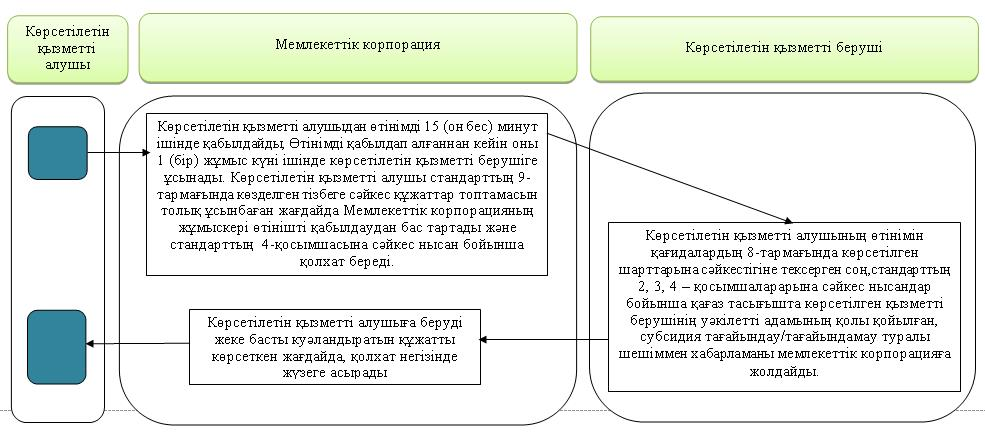 Көрсетілетін
қызметті
алушы
Мемлекеттік корпорация
Көрсетілетін қызметті беруші
Көрсетілетін қызметті алушыдан өтінімді 15 (он бес) минут
ішінде қабылдайды, Өтінімді қабылдап алғаннан кейін оны
1 (бір) жұмыс күні ішінде көрсетілетін қызметті берушіге
ұсынады. Көрсетілетін қызметті алушы стандарттың 9-
тармағында көзделген тізбеге сәйкес құжаттар топтамасын
толық ұсынбаған жағдайда Мемлекеттік корпорацияның
жұмыскері өтінішті қабылдаудан бас тартады және
стандарттың 4-қосымшасына сәйкес нысан бойынша
қолхат береді.
Көрсетілетін қызметті алушының өтінімін
қағидалардың 8-тармағында көрсетілген
шарттарына сәйкестігіне тексерген соң,стандарттың
2, 3, 4 – қосымшаларарына сәйкес нысандар
бойынша қағаз тасығышта көрсетілген қызметті
берушінің уәкілетті адамының қолы қойылған,
субсидия тағайындау/тағайындамау туралы
шешіммен хабарламаны мемлекеттік корпорацияға
жолдайды.
Көрсетілетін қызметті алушыға беруді
жеке басты куәландыратын құжатты
көрсеткен жағдайда, қолхат негізінде
жүзеге асырады